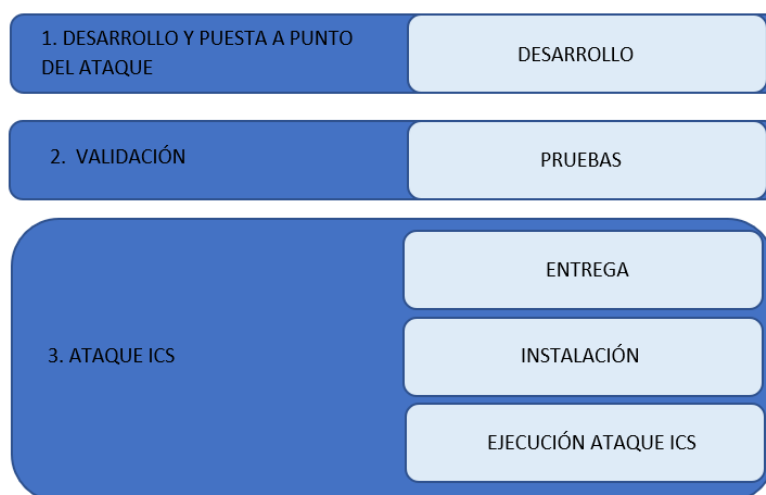 1. DESARROLLO Y PUESTA A PUNTO
DEL ATAQUE
DESARROLLO
2. VALIDACIÓN
PRUEBAS
3. ATAQUE ICS
ENTREGA
INSTALACIÓN
EJECUCIÓN ATAQUE ICS